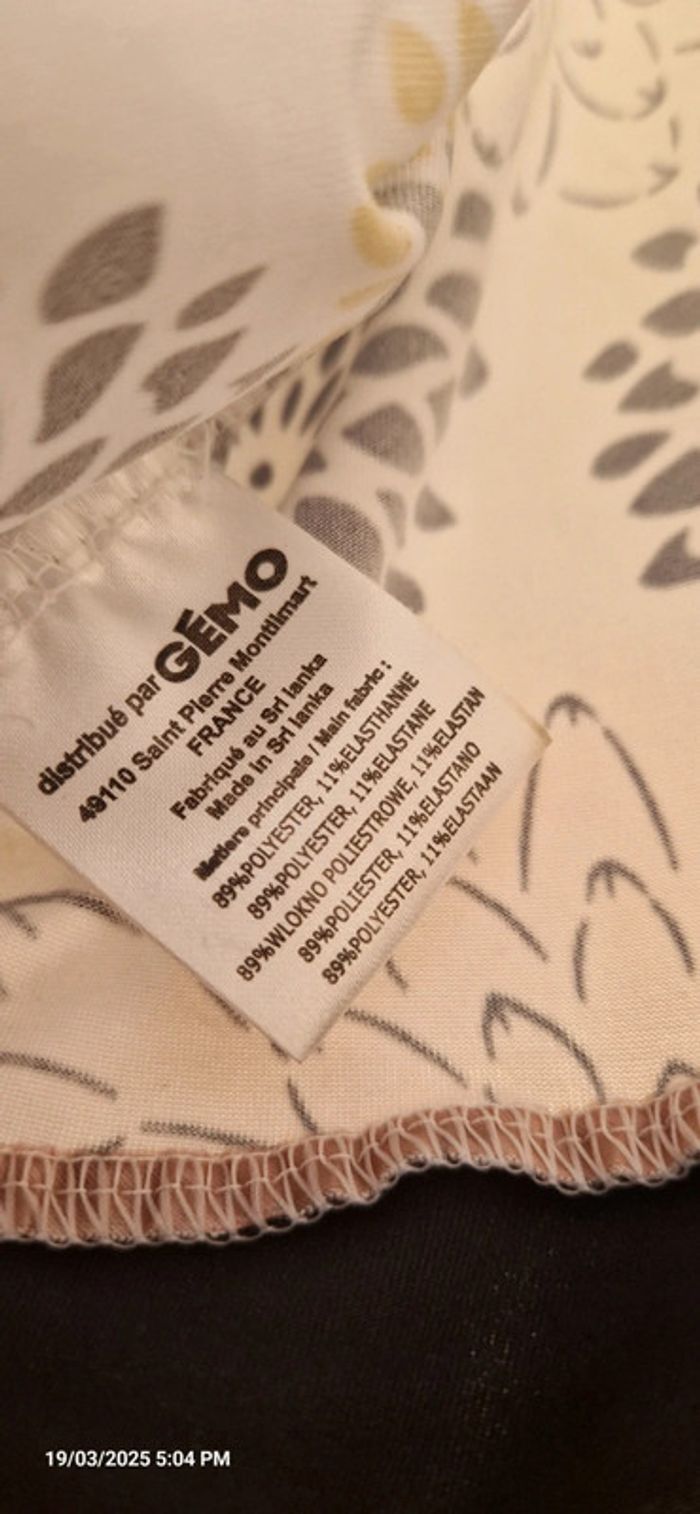 distribué par GÉMO
49110 Saint Pierre Montlimart
FRANCE
Fabriqué au Sri lanka
Made in Sri lanka
Matiere principale / Main fabric :
89%POLYESTER, 11%ELASTHANNE
89%POLYESTER, 11%ELASTANE
89%WLOKNO POLIESTROWE, 11%ELASTAN
89%POLIESTER, 11%ELASTANO
89%POLYESTER, 11%ELASTAAN
19/03/2025 5:04 PM